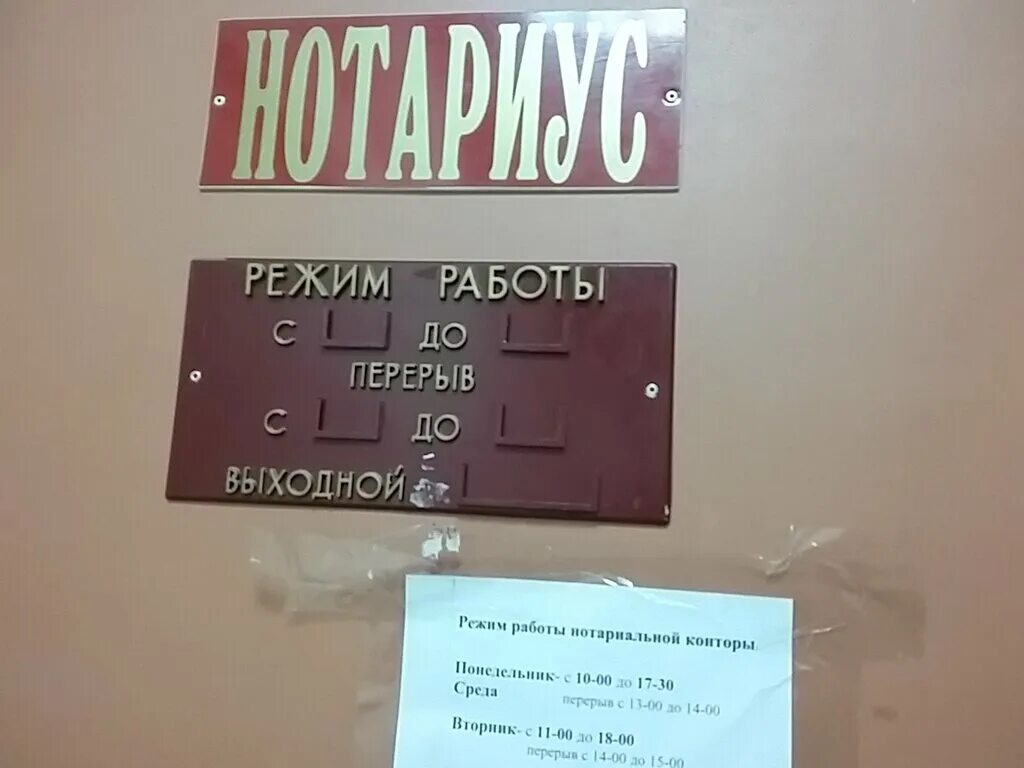 НОТАРИУС
РЕЖИМ РАБОТЫ
С ДО
ПЕРЕРЫВ
С ДО
ВЫХОДНОЙ
Режим работы нотариальной конторы.
Понедельник- с 10-00 до 17-30
Среда перерыв с 13-00 до 14-00
Вторник- с 11-00 до 18-00
перерыв с 14-00 до 15-00